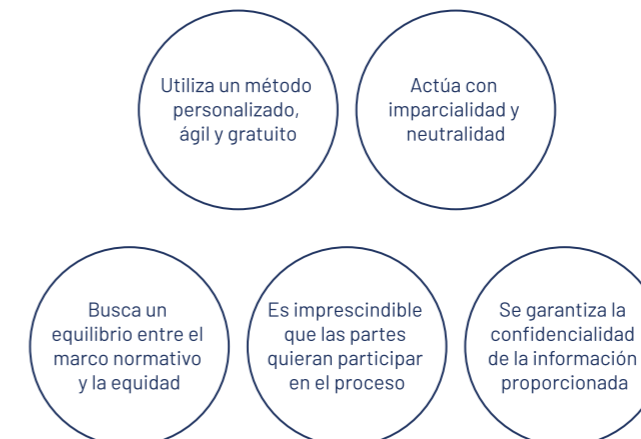 Utiliza un método
personalizado,
ágil y gratuito
Actúa con
imparcialidad y
neutralidad
Busca un
equilibrio entre el
marco normativo
y la equidad
Es imprescindible
que las partes
quieran participar
en el proceso
Se garantiza la
confidencialidad
de la información
proporcionada